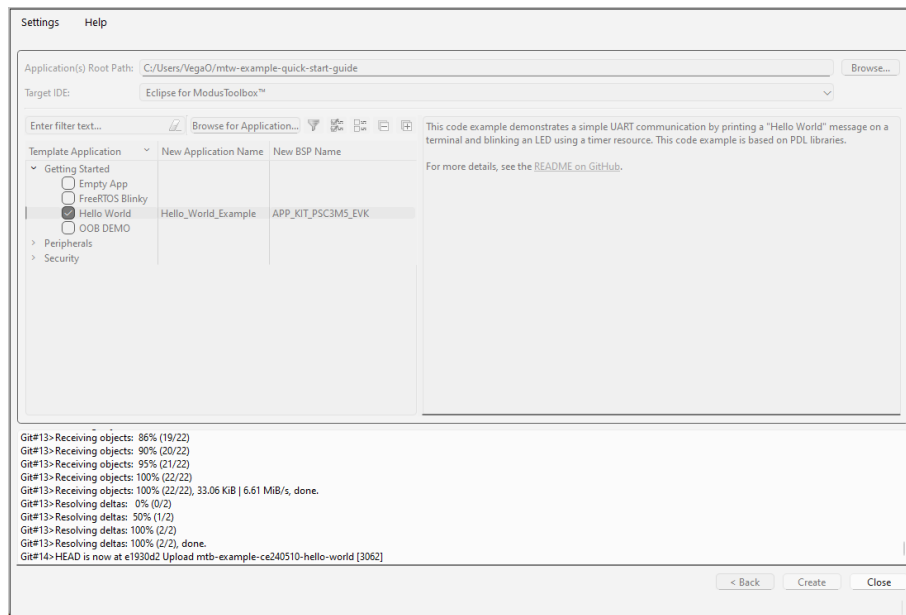 Settings Help
Application(s) Root Path: C:/Users/VegaO/mtw-example-quick-start-guide Browse...
Target IDE: Eclipse for ModusToolbox™
Enter filter text... Browse for Application...
Template Application New Application Name New BSP Name
Getting Started
Empty App
FreeRTOS Blinky
Hello World Hello_World_Example APP_KIT_PSC3M5_EVK
OOB DEMO
Peripherals
Security
This code example demonstrates a simple UART communication by printing a "Hello World" message on a
terminal and blinking an LED using a timer resource. This code example is based on PDL libraries.
For more details, see the README on GitHub.
Git#13>Receiving objects: 86% (19/22)
Git#13>Receiving objects: 90% (20/22)
Git#13>Receiving objects: 95% (21/22)
Git#13>Receiving objects: 100% (22/22)
Git#13>Receiving objects: 100% (22/22), 33.06 KiB | 6.61 MiB/s, done.
Git#13>Resolving deltas: 0% (0/2)
Git#13>Resolving deltas: 50% (1/2)
Git#13>Resolving deltas: 100% (2/2)
Git#13>Resolving deltas: 100% (2/2), done.
Git#14>HEAD is now at e1930d2 Upload mtb-example-ce240510-hello-world [3062]
< Back Create Close